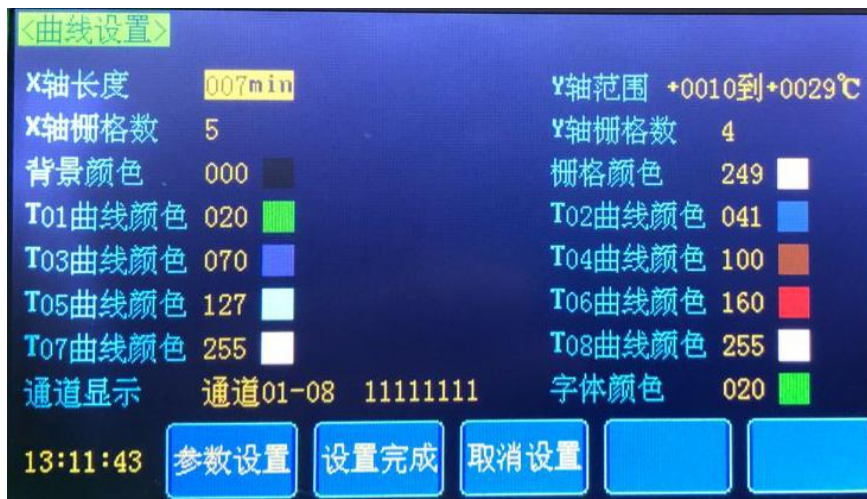 <曲线设置>
X轴长度 007min Y轴范围 +0010到+0029℃
X轴栅格数 5 Y轴栅格数 4
背景颜色 000 栅格颜色 249
T01曲线颜色 020 T02曲线颜色 041
T03曲线颜色 070 T04曲线颜色 100
T05曲线颜色 127 T06曲线颜色 160
T07曲线颜色 255 T08曲线颜色 255
通道显示 通道01-08 11111111 字体颜色 020
13:11:43 参数设置 设置完成 取消设置